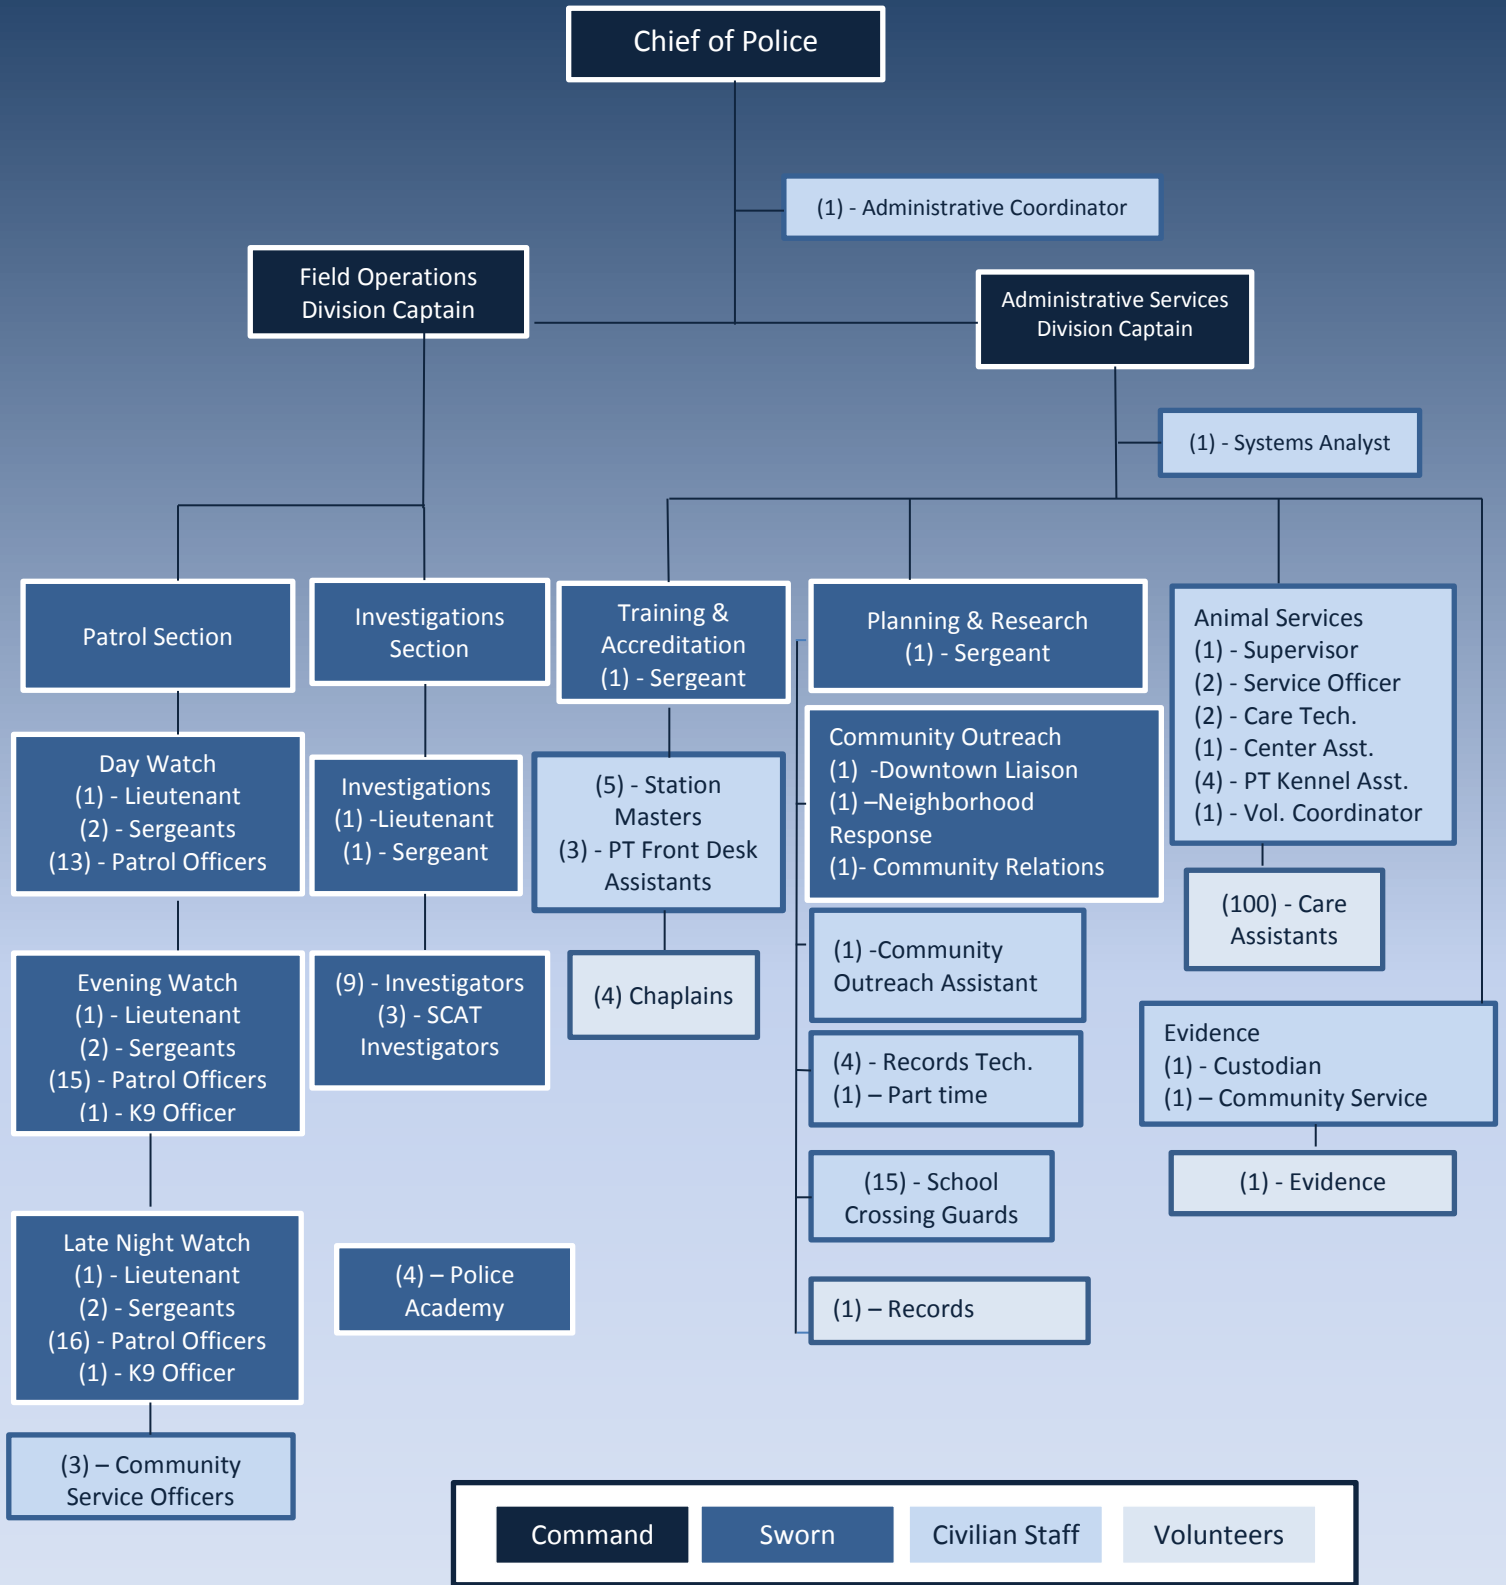 Chief of Police
(1) - Administrative Coordinator
Field Operations
Division Captain
Administrative Services
Division Captain
(1) - Systems Analyst
Patrol Section
Investigations
Section
Training &
Accreditation
(1) - Sergeant
Planning & Research
(1) - Sergeant
Animal Services
(1) - Supervisor
(2) - Service Officer
(2) - Care Tech.
(1) - Center Asst.
(4) - PT Kennel Asst.
(1) - Vol. Coordinator
Day Watch
(1) - Lieutenant
(2) - Sergeants
(13) - Patrol Officers
Investigations
(1) -Lieutenant
(1) - Sergeant
(5) - Station
Masters
(3) - PT Front Desk
Assistants
Community Outreach
(1)  -Downtown Liaison
(1) –Neighborhood
Response
(1)- Community Relations
(100) - Care
Assistants
Evening Watch
(1) - Lieutenant
(2) - Sergeants
(15) - Patrol Officers
(1) - K9 Officer
(9) - Investigators
(3) - SCAT
Investigators
(4) Chaplains
(1) -Community
Outreach Assistant
(4) - Records Tech.
(1) – Part time
Evidence
(1) - Custodian
(1) – Community Service
(1) - Evidence
(15) - School
Crossing Guards
Late Night Watch
(1) - Lieutenant
(2) - Sergeants
(16) - Patrol Officers
(1) - K9 Officer
(4) – Police
Academy
(1) – Records
(3) – Community
Service Officers
Command
Sworn
Civilian Staff
Volunteers